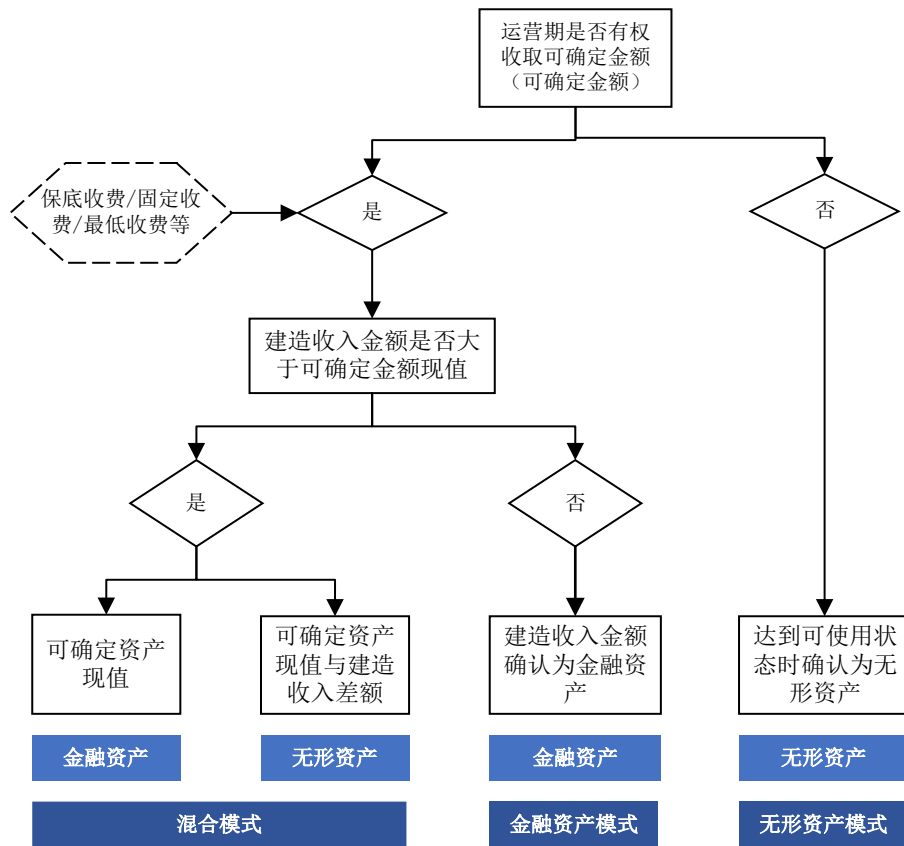 运营期是否有权
收取可确定金额
（可确定金额）
保底收费/固定收
费/最低收费等
是
否
建造收入金额是否大
于可确定金额现值
是
否
可确定资产
现值
可确定资产
现值与建造
收入差额
建造收入金额
确认为金融资
产
达到可使用状
态时确认为无
形资产
金融资产
无形资产
金融资产
无形资产
混合模式
金融资产模式
无形资产模式